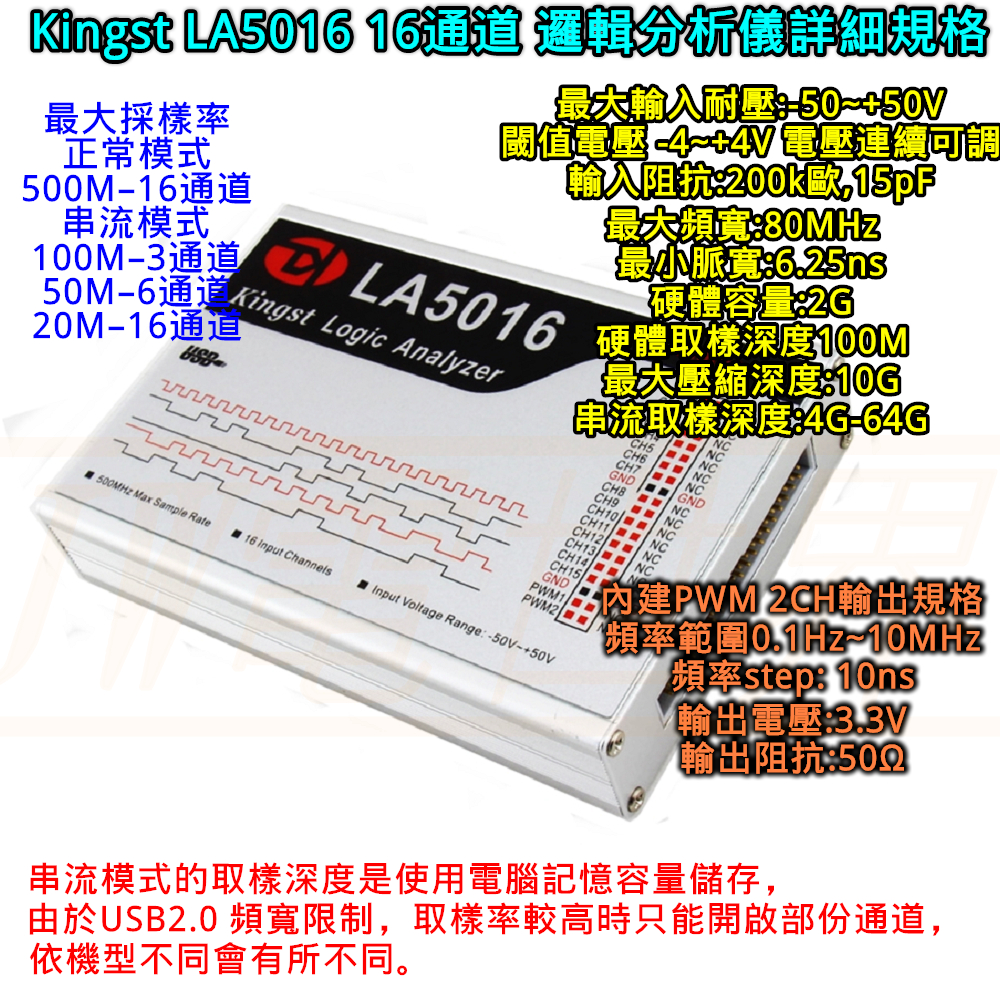 Kingst LA5016 16通道 邏輯分析儀詳細規格
最大採樣率
正常模式
500M–16通道
串流模式
100M–3通道
50M–6通道
20M–16通道
最大輸入耐壓:-50~+50V
閾值電壓 -4~+4V 電壓連續可調
輸入阻抗:200k歐,15pF
最大頻寬:80MHz
最小脈寬:6.25ns
硬體容量:2G
硬體取樣深度100M
最大壓縮深度:10G
串流取樣深度:4G-64G
LA5016
Kingst Logic Analyzer
USB
500MHz Max Sample Rate
16 Input Channels
Input Voltage Range: -50V~+50V
CH5 NC
CH6 NC
CH7 NC
GND NC
CH8 NC
CH9 GND
CH10 NC
CH11 NC
CH12 NC
CH13 NC
CH14 NC
CH15 NC
GND
PWM1
PWM2
內建PWM 2CH輸出規格
頻率範圍0.1Hz~10MHz
頻率step: 10ns
輸出電壓:3.3V
輸出阻抗:50Ω
串流模式的取樣深度是使用電腦記憶容量儲存，
由於USB2.0 頻寬限制，取樣率較高時只能開啟部份通道，
依機型不同會有所不同。